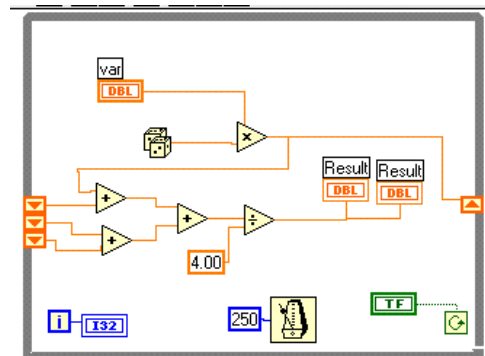 var
DBL
Result Result
DBL DBL
4.00
i I32 250 TF